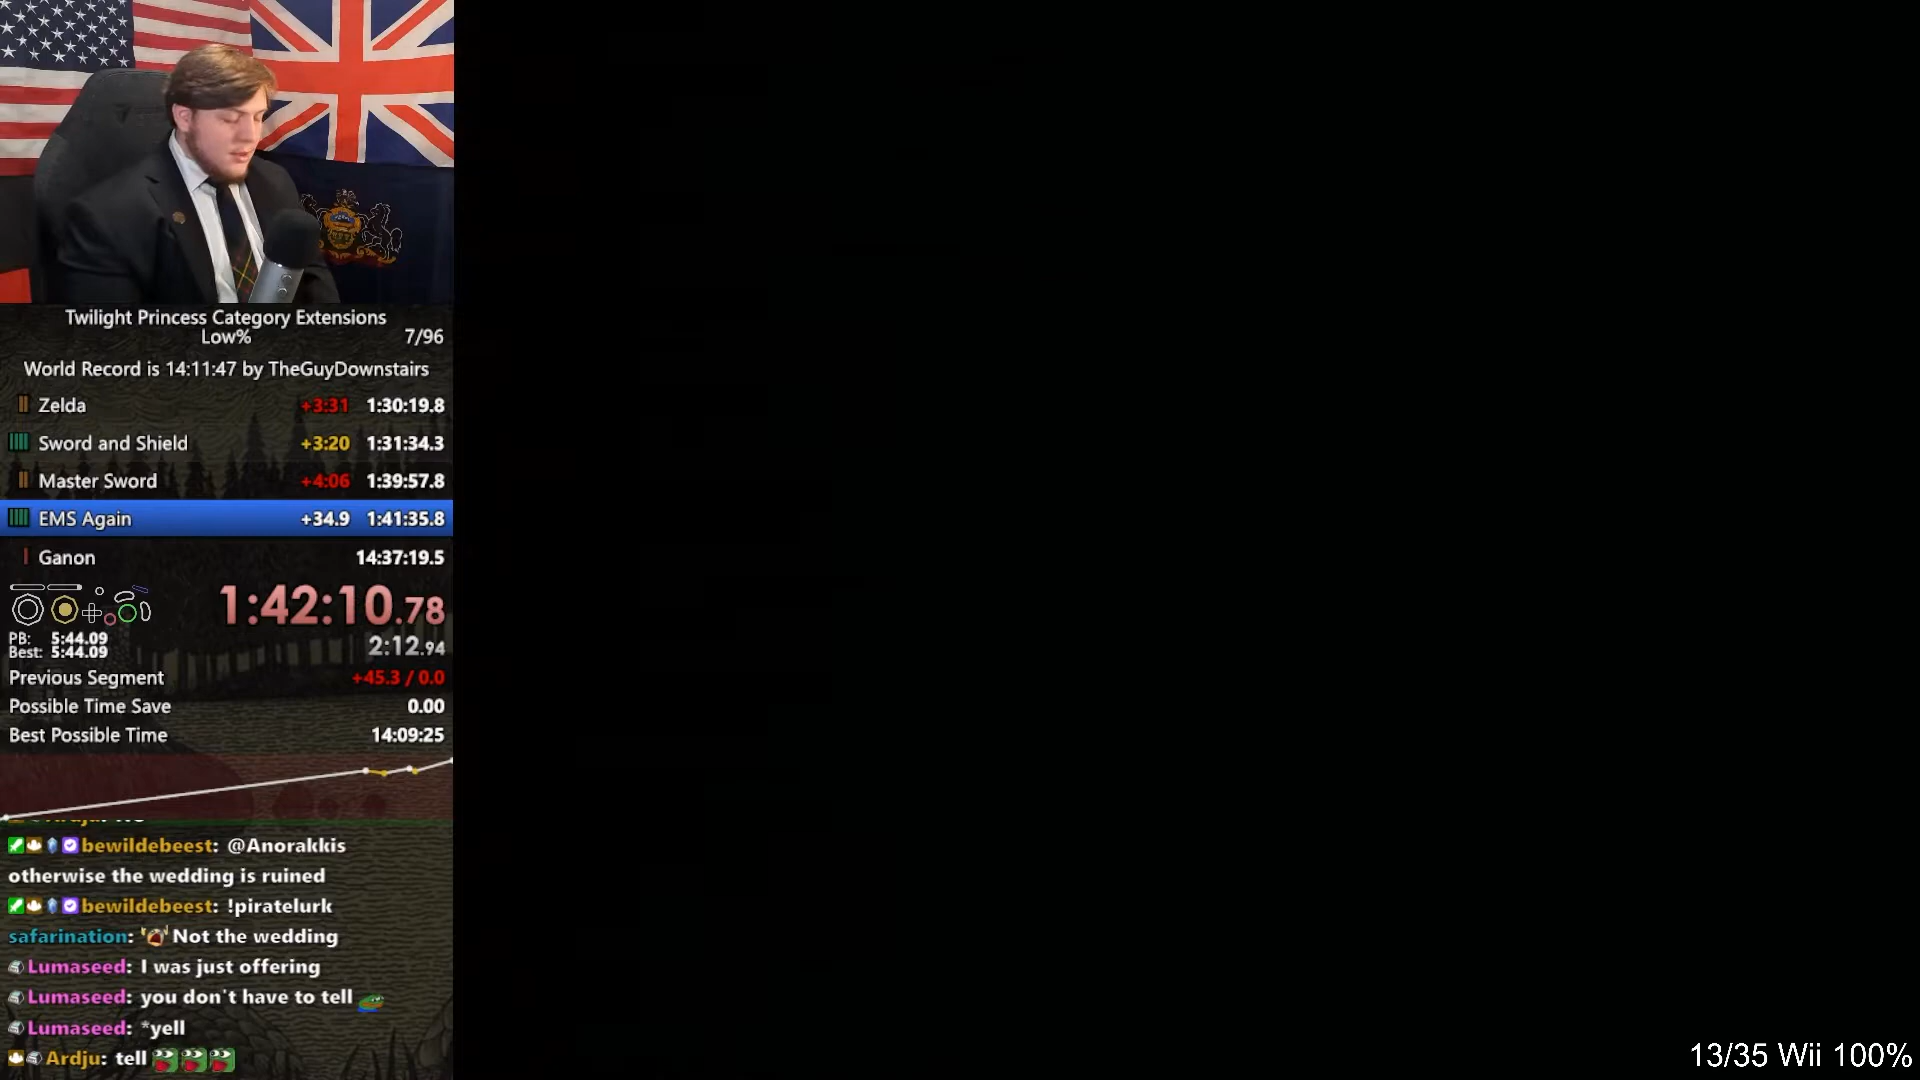 Twilight Princess Category Extensions
Low% 7/96
World Record is 14:11:47 by TheGuyDownstairs
Zelda +3:31 1:30:19.8
Sword and Shield +3:20 1:31:34.3
Master Sword +4:06 1:39:57.8
EMS Again +34.9 1:41:35.8
Ganon 14:37:19.5
1:42:10.78
PB: 5:44.09
Best: 5:44.09
2:12.94
Previous Segment +45.3 / 0.0
Possible Time Save 0.00
Best Possible Time 14:09:25
bewildebeest: @Anorakkis
otherwise the wedding is ruined
bewildebeest: !piratelurk
safarination: Not the wedding
Lumaseed: I was just offering
Lumaseed: you don't have to tell
Lumaseed: *yell
Ardju: tell
13/35 Wii 100%